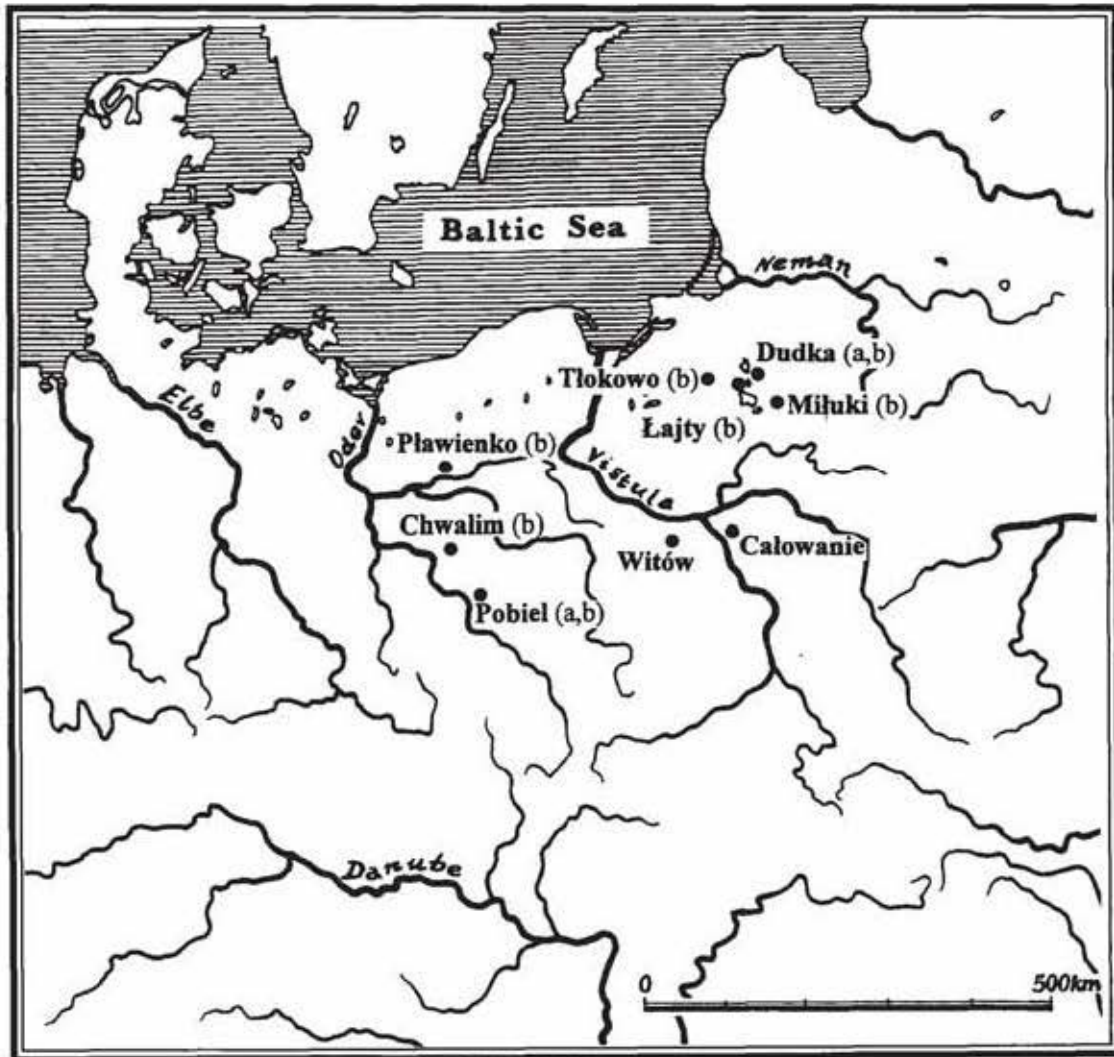 Baltic Sea
Neman
Dudka (a,b)
Tłokowo (b)
Miłuki (b)
Łajty (b)
Elbe
Oder
Pławienko (b)
Vistula
Chwalim (b)
Witów
Całowanie
Pobiel (a,b)
Danube
0 500km